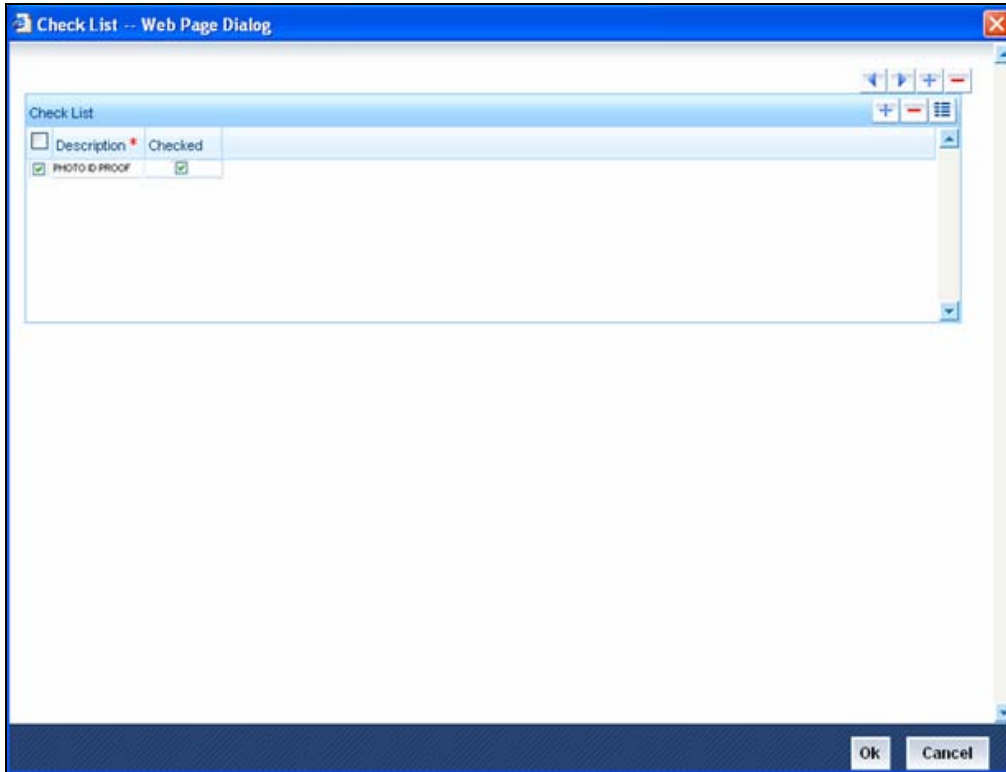 Check List -- Web Page Dialog
Check List
Description * Checked
PHOTO ID PROOF
Ok Cancel